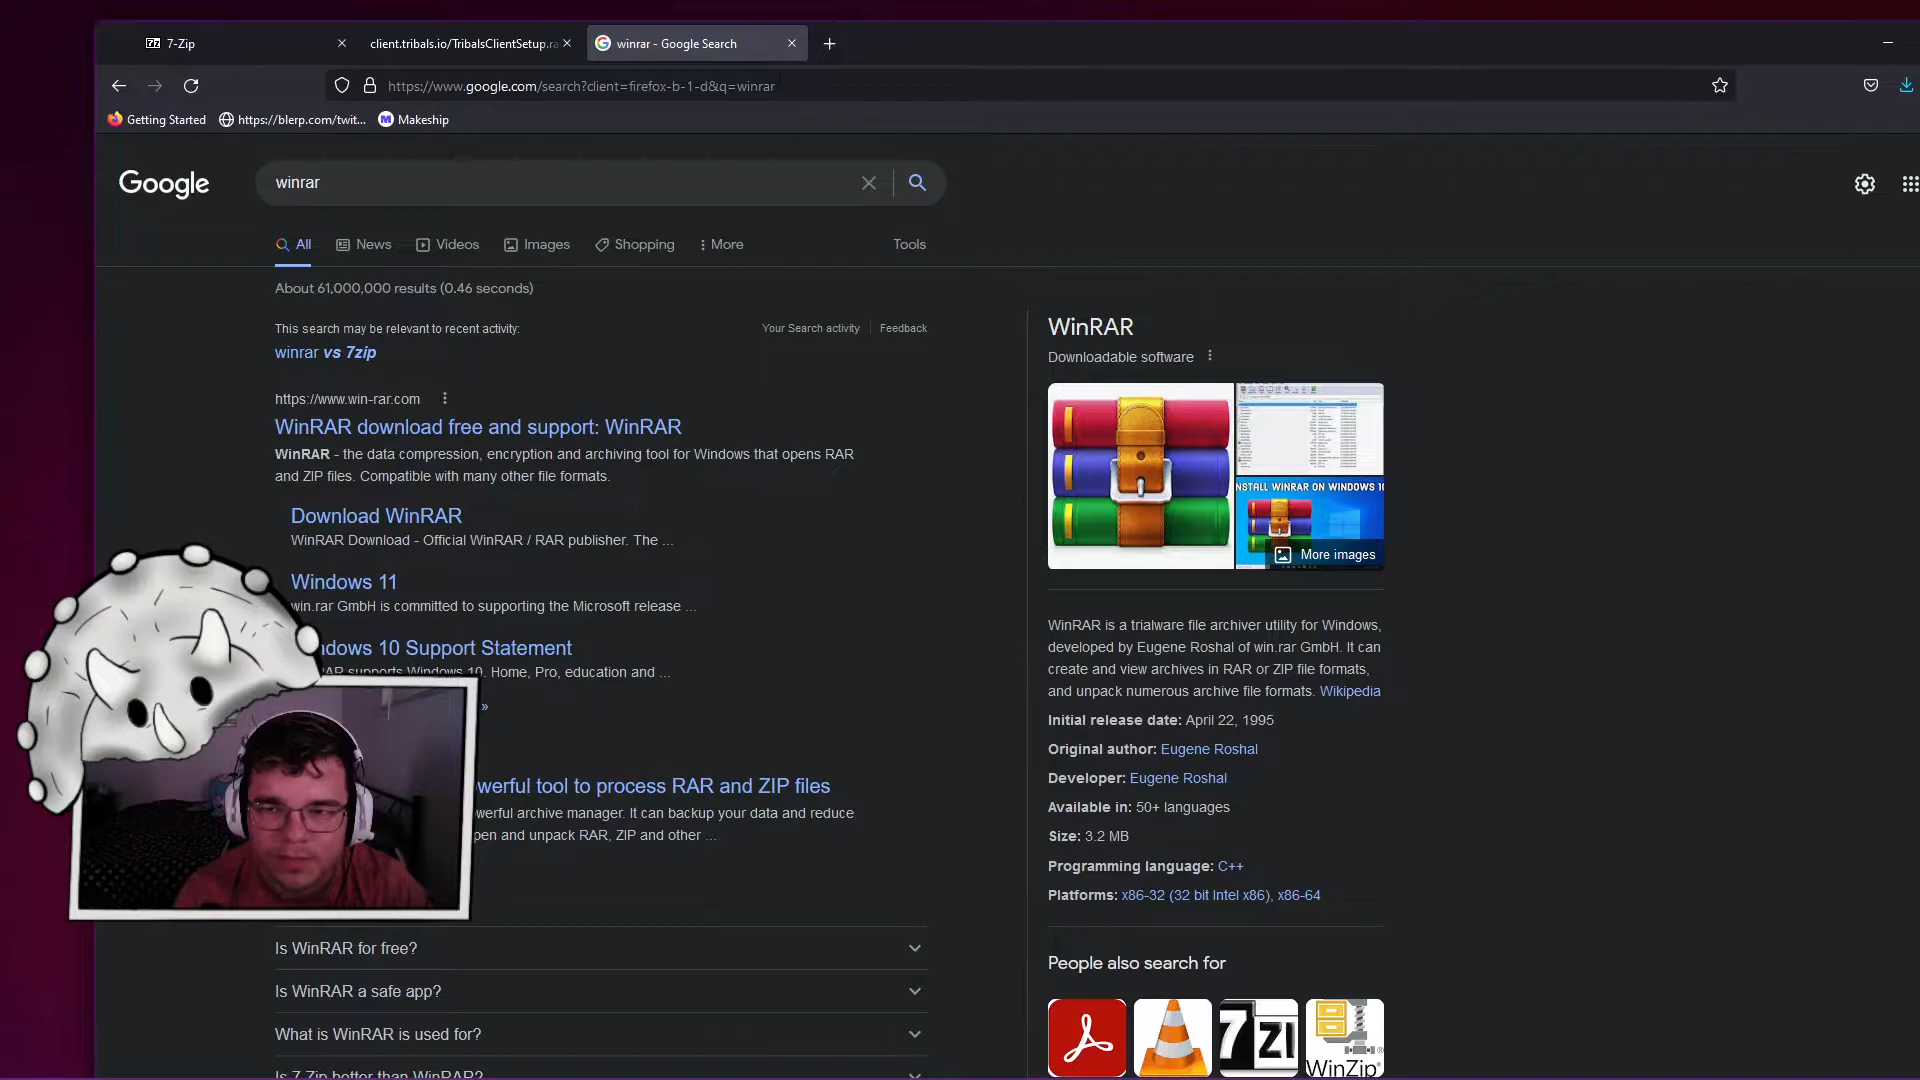 7-Zip
client.tribals.io/TribalsClientSetup.ra
winrar - Google Search
https://www.google.com/search?client=firefox-b-1-d&q=winrar
Getting Started
https://blerp.com/twit...
Makeship
Google
winrar
All
News
Videos
Images
Shopping
More
Tools
About 61,000,000 results (0.46 seconds)
This search may be relevant to recent activity:
Your Search activity
Feedback
winrar vs 7zip
https://www.win-rar.com
WinRAR download free and support: WinRAR
WinRAR - the data compression, encryption and archiving tool for Windows that opens RAR
and ZIP files. Compatible with many other file formats.
Download WinRAR
WinRAR Download - Official WinRAR / RAR publisher. The ...
Windows 11
win.rar GmbH is committed to supporting the Microsoft release ...
ndows 10 Support Statement
AR supports Windows 10. Home, Pro, education and ...
»
werful tool to process RAR and ZIP files
werful archive manager. It can backup your data and reduce
pen and unpack RAR, ZIP and other ...
Is WinRAR for free?
Is WinRAR a safe app?
What is WinRAR is used for?
Is 7 Zip better than WinRAR?
WinRAR
Downloadable software
NSTALL WINRAR ON WINDOWS 10
More images
WinRAR is a trialware file archiver utility for Windows,
developed by Eugene Roshal of win.rar GmbH. It can
create and view archives in RAR or ZIP file formats,
and unpack numerous archive file formats. Wikipedia
Initial release date: April 22, 1995
Original author: Eugene Roshal
Developer: Eugene Roshal
Available in: 50+ languages
Size: 3.2 MB
Programming language: C++
Platforms: x86-32 (32 bit Intel x86), x86-64
People also search for
7ZI
WinZip